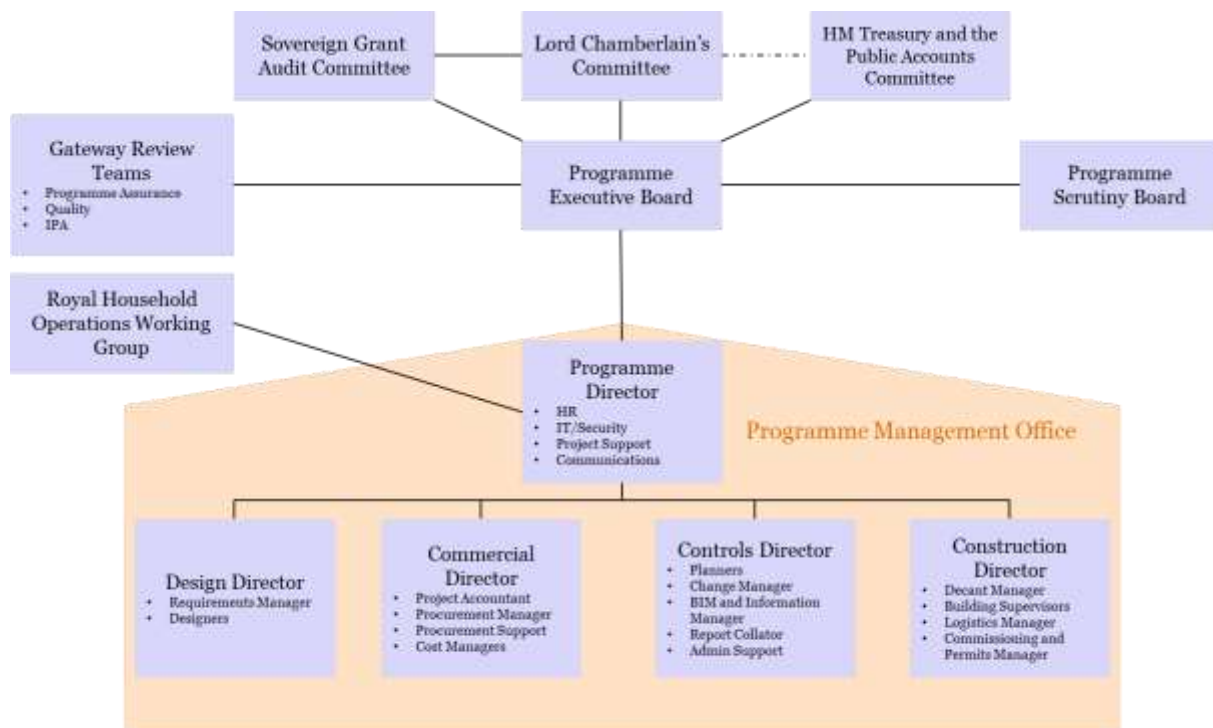 Sovereign Grant
Audit Committee
Lord Chamberlain's
Committee
HM Treasury and the
Public Accounts
Committee
Gateway Review
Teams
• Programme Assurance
• Quality
• IPA
Programme
Executive Board
Programme
Scrutiny Board
Royal Household
Operations Working
Group
Programme
Director
• HR
• IT/Security
• Project Support
• Communications
Programme Management Office
Design Director
• Requirements Manager
• Designers
Commercial
Director
• Project Accountant
• Procurement Manager
• Procurement Support
• Cost Managers
Controls Director
• Planners
• Change Manager
• BIM and Information
Manager
• Report Collator
• Admin Support
Construction
Director
• Decant Manager
• Building Supervisors
• Logistics Manager
• Commissioning and
Permits Manager